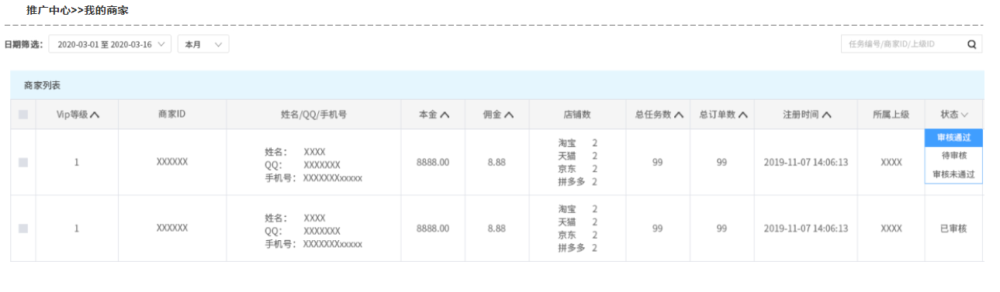 推广中心>>我的商家
日期筛选： 2020-03-01 至 2020-03-16 本月 任务编号/商家ID/上级ID
商家列表
Vip等级 商家ID 姓名/QQ/手机号 本金 佣金 店铺数 总任务数 总订单数 注册时间 所属上级 状态
1 XXXXXX 姓名： XXXX 8888.00 8.88 淘宝 2 99 99 2019-11-07 14:06:13 XXXX 审核通过
QQ： XXXXXXX 天猫 2 待审核
手机号： XXXXXXXxxxxx 京东 2 审核未通过
拼多多 2
1 XXXXXX 姓名： XXXX 8888.00 8.88 淘宝 2 99 99 2019-11-07 14:06:13 XXXX 已审核
QQ： XXXXXXX 天猫 2
手机号： XXXXXXXxxxxx 京东 2
拼多多 2